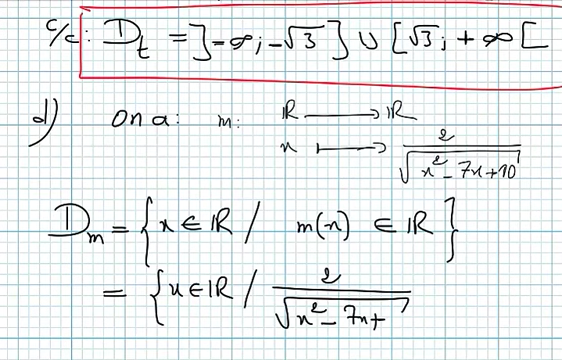 c/c: D_t = ]-∞; -√3] ∪ [√3; +∞[
d) on a: m: ℝ ⟶ ℝ
x ⟼ 2/√(x² - 7x + 10)
D_m = {x ∈ ℝ / m(x) ∈ ℝ}
= {x ∈ ℝ / 2/√(x² - 7x +